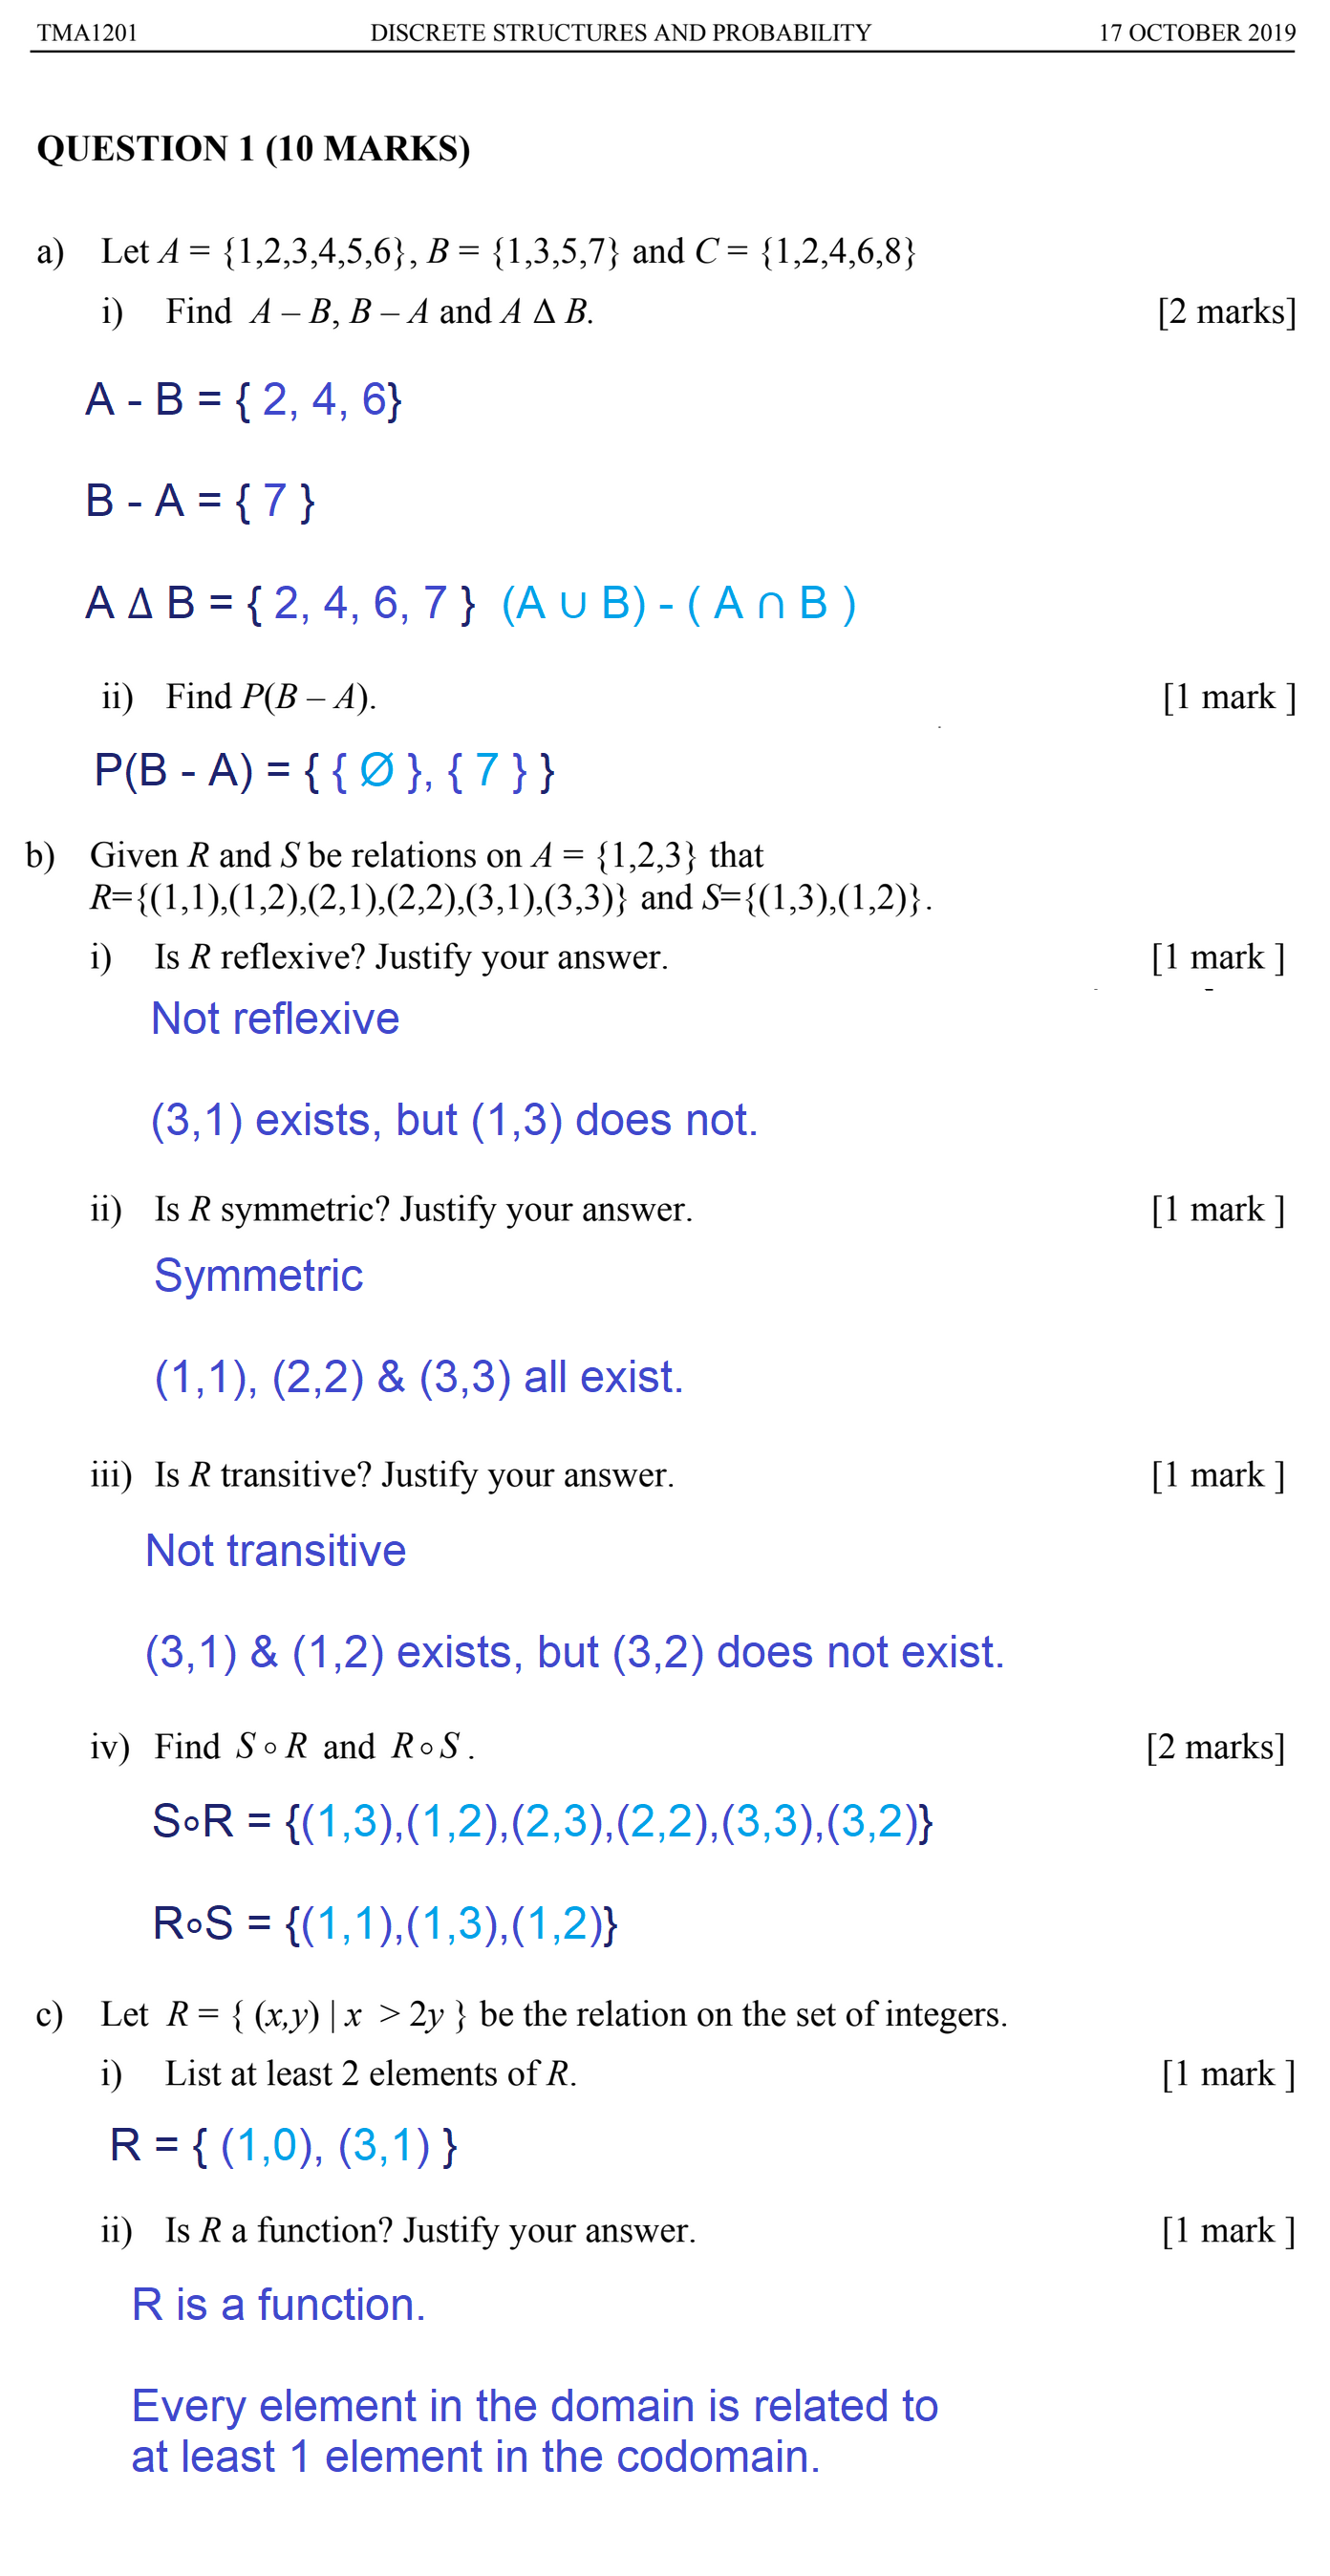 TMA1201 DISCRETE STRUCTURES AND PROBABILITY 17 OCTOBER 2019
QUESTION 1 (10 MARKS)
a) Let A = {1,2,3,4,5,6}, B = {1,3,5,7} and C = {1,2,4,6,8}
i) Find A – B, B – A and A Δ B. [2 marks]
A - B = { 2, 4, 6}
B - A = { 7 }
A Δ B = { 2, 4, 6, 7 } (A ∪ B) - ( A ∩ B )
ii) Find P(B – A). [1 mark ]
P(B - A) = { { Ø }, { 7 } }
b) Given R and S be relations on A = {1,2,3} that
R={(1,1),(1,2),(2,1),(2,2),(3,1),(3,3)} and S={(1,3),(1,2)}.
i) Is R reflexive? Justify your answer. [1 mark ]
Not reflexive
(3,1) exists, but (1,3) does not.
ii) Is R symmetric? Justify your answer. [1 mark ]
Symmetric
(1,1), (2,2) & (3,3) all exist.
iii) Is R transitive? Justify your answer. [1 mark ]
Not transitive
(3,1) & (1,2) exists, but (3,2) does not exist.
iv) Find S ∘ R and R ∘ S . [2 marks]
S∘R = {(1,3),(1,2),(2,3),(2,2),(3,3),(3,2)}
R∘S = {(1,1),(1,3),(1,2)}
c) Let R = { (x,y) | x > 2y } be the relation on the set of integers.
i) List at least 2 elements of R. [1 mark ]
R = { (1,0), (3,1) }
ii) Is R a function? Justify your answer. [1 mark ]
R is a function.
Every element in the domain is related to
at least 1 element in the codomain.